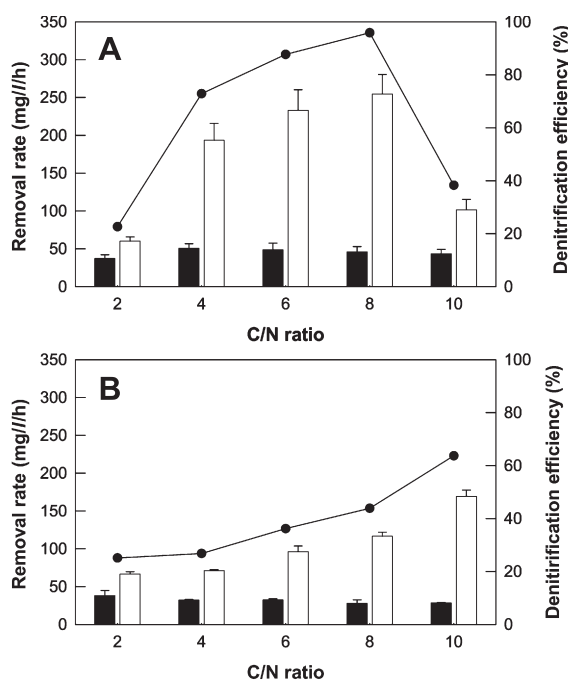 A
350
300
250
200
150
100
50
0
Removal rate (mg/l/h)
100
80
60
40
20
0
Denitrification efficiency (%)
2 4 6 8 10
C/N ratio
B
350
300
250
200
150
100
50
0
Removal rate (mg/l/h)
100
80
60
40
20
0
Denitirification efficiency (%)
2 4 6 8 10
C/N ratio